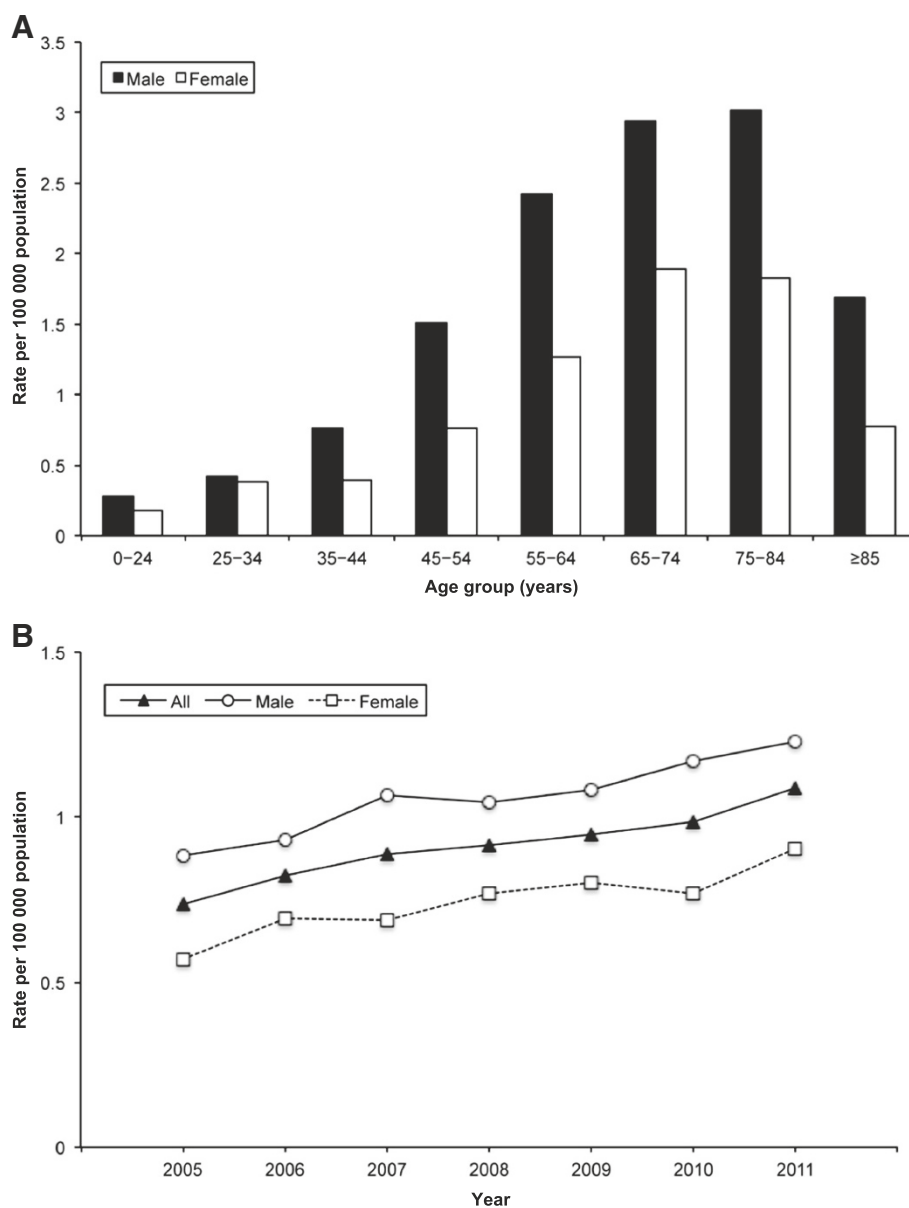 A
3.5
3
2.5
2
1.5
1
0.5
0
Rate per 100 000 population
Male Female
0–24 25–34 35–44 45–54 55–64 65–74 75–84 ≥85
Age group (years)
B
1.5
1
0.5
0
Rate per 100 000 population
All Male Female
2005 2006 2007 2008 2009 2010 2011
Year